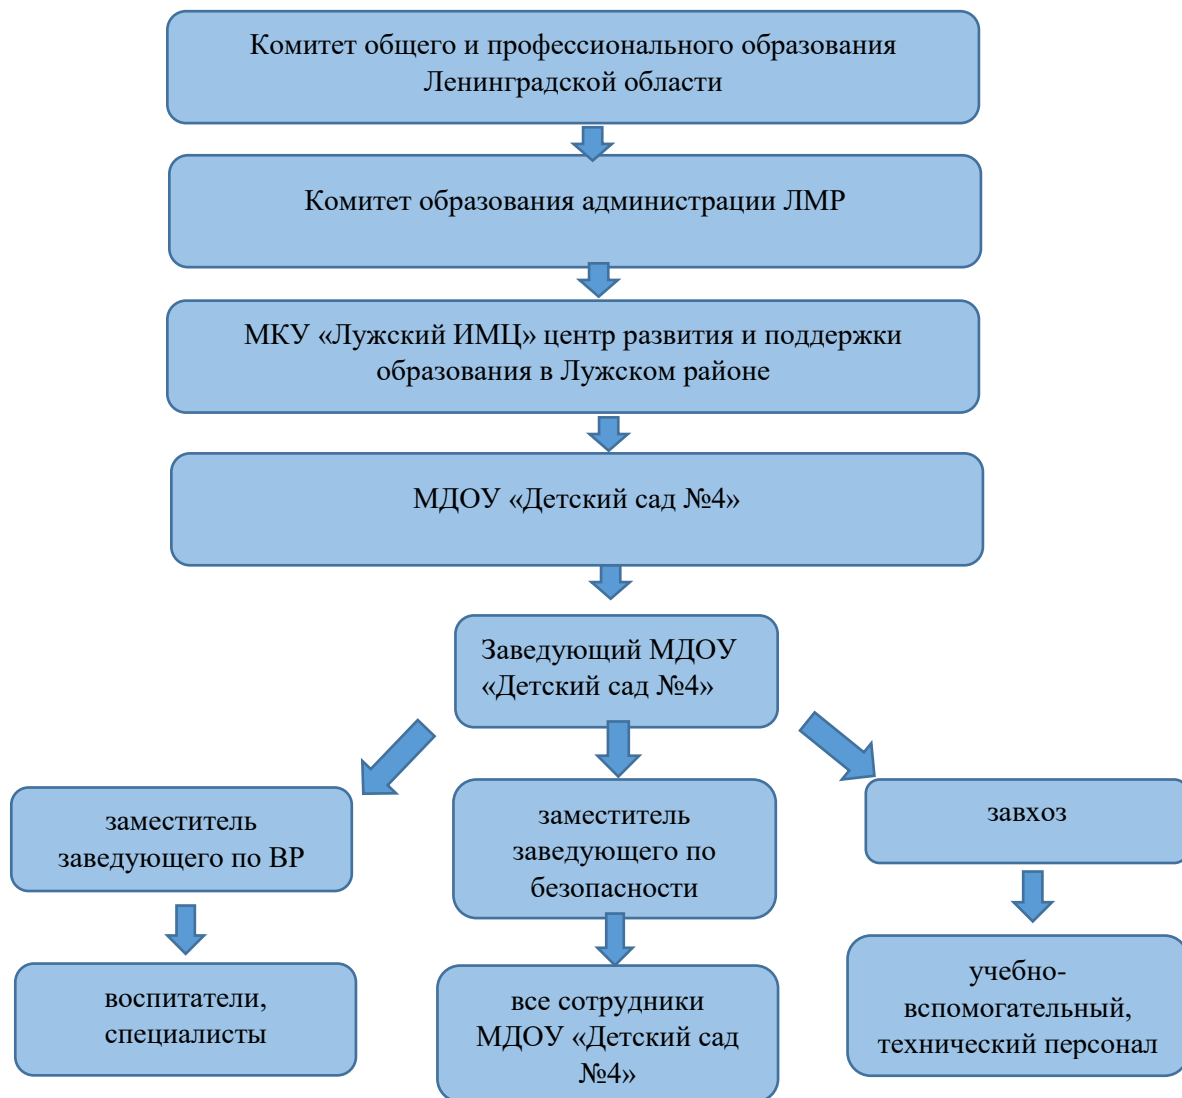 Комитет общего и профессионального образования
Ленинградской области
Комитет образования администрации ЛМР
МКУ «Лужский ИМЦ» центр развития и поддержки
образования в Лужском районе
МДОУ «Детский сад №4»
Заведующий МДОУ
«Детский сад №4»
заместитель
заведующего по ВР
заместитель
заведующего по
безопасности
завхоз
воспитатели,
специалисты
все сотрудники
МДОУ «Детский сад
№4»
учебно-
вспомогательный,
технический персонал